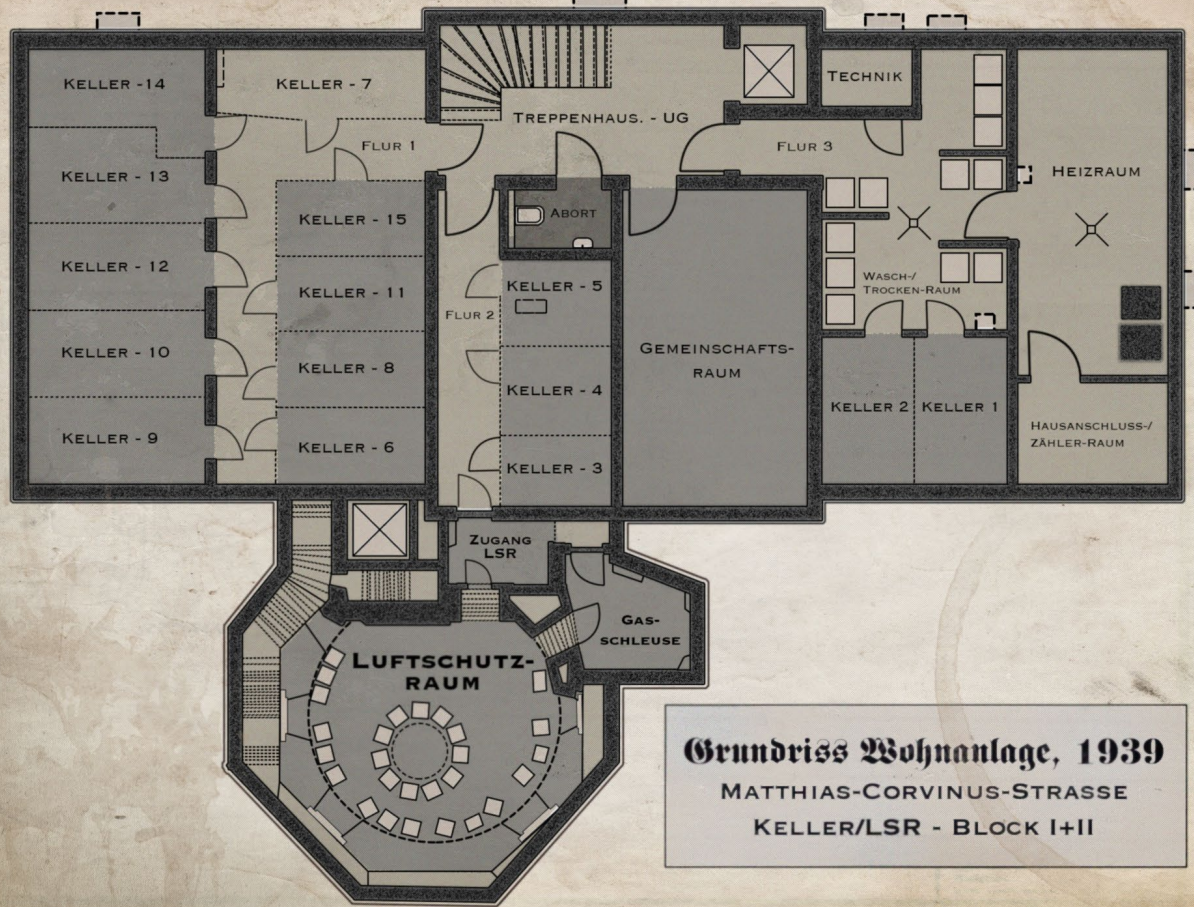 KELLER -14
KELLER - 7
TREPPENHAUS. - UG
TECHNIK
FLUR 1
FLUR 3
KELLER - 13
HEIZRAUM
KELLER - 15
ABORT
KELLER - 12
KELLER - 11
KELLER - 5
WASCH-/
TROCKEN-RAUM
FLUR 2
KELLER - 10
KELLER - 8
GEMEINSCHAFTS-
RAUM
KELLER - 4
KELLER 2
KELLER 1
KELLER - 9
KELLER - 6
KELLER - 3
HAUSANSCHLUSS-/
ZÄHLER-RAUM
ZUGANG
LSR
GAS-
SCHLEUSE
LUFTSCHUTZ-
RAUM
Grundriss Wohnanlage, 1939
MATTHIAS-CORVINUS-STRASSE
KELLER/LSR - BLOCK I+II